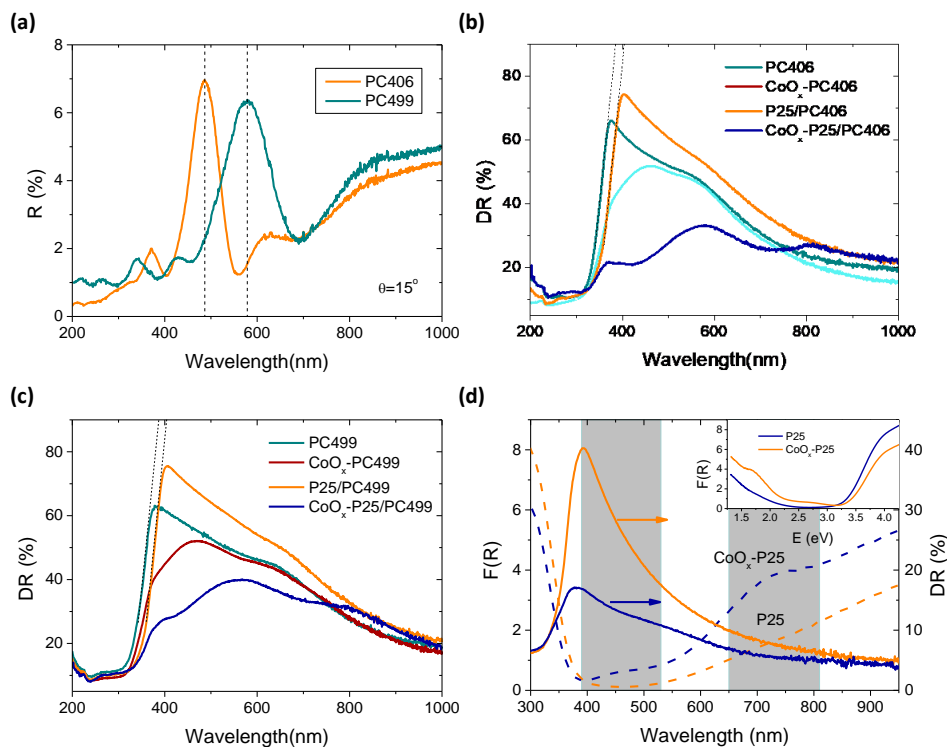 (a)
8
6
4
2
0
R (%)
PC406
PC499
θ=15°
200 400 600 800 1000
Wavelength(nm)
(b)
80
60
40
20
DR (%)
PC406
CoOx-PC406
P25/PC406
CoOx-P25/PC406
200 400 600 800 1000
Wavelength(nm)
(c)
80
60
40
20
DR (%)
PC499
CoOx-PC499
P25/PC499
CoOx-P25/PC499
200 400 600 800 1000
Wavelength(nm)
(d)
8
6
4
2
0
F(R)
40
30
20
10
0
DR (%)
8
6
4
2
0
F(R)
P25
CoOx-P25
1.5 2.0 2.5 3.0 3.5 4.0
E (eV)
CoOx-P25
P25
300 400 500 600 700 800 900
Wavelength (nm)